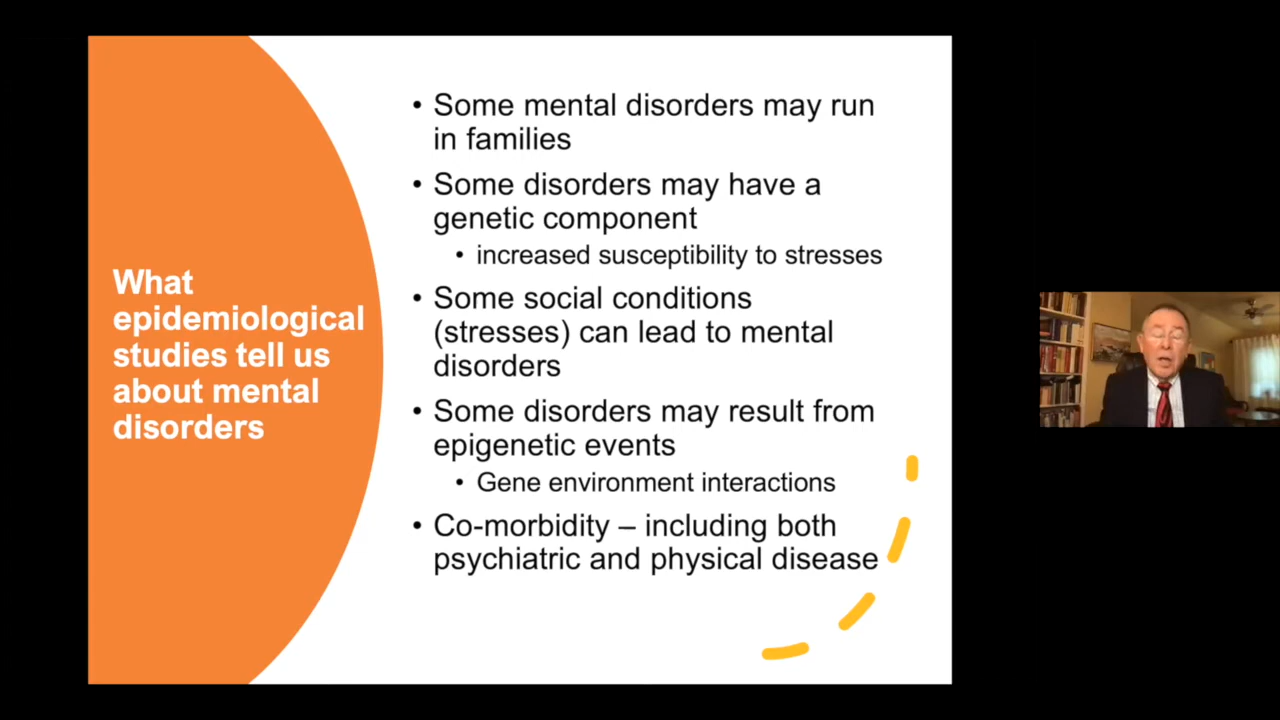 What
epidemiological
studies tell us
about mental
disorders
• Some mental disorders may run
in families
• Some disorders may have a
genetic component
• increased susceptibility to stresses
• Some social conditions
(stresses) can lead to mental
disorders
• Some disorders may result from
epigenetic events
• Gene environment interactions
• Co-morbidity – including both
psychiatric and physical disease